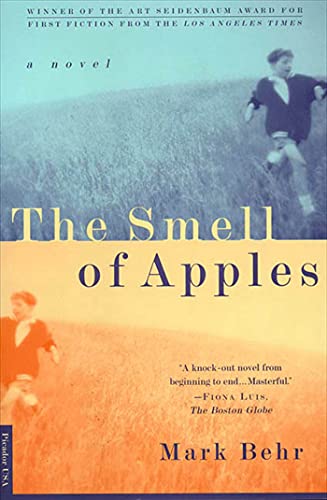 WINNER OF THE ART SEIDENBAUM AWARD FOR
FIRST FICTION FROM THE LOS ANGELES TIMES
a novel
The Smell
of Apples
"A knock-out novel from
beginning to end...Masterful."
—FIONA LUIS,
The Boston Globe
Mark Behr
Picador USA